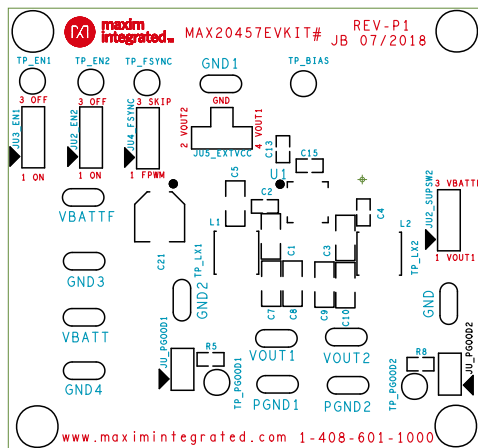 maxim
integrated™
MAX20457EVKIT#
REV-P1
JB 07/2018
TP_EN1
TP_EN2
TP_FSYNC
GND1
TP_BIAS
3 OFF
3 OFF
3 SKIP
JU3_EN1
JU2_EN2
JU4_FSYNC
1 ON
1 ON
1 FPWM
GND
2 VOUT2
4 VOUT1
JU5_EXTVCC
C13
C15
U1
C5
C2
C4
3 VBATTF
JU2_SUPSW2
1 VOUT1
VBATTF
C21
L1
TP_LX1
C1
C3
L2
TP_LX2
GND3
GND2
C7
C8
C9
C10
GND
VBATT
JU_PGOOD1
R5
VOUT1
VOUT2
R8
JU_PGOOD2
GND4
TP_PGOOD1
PGND1
PGND2
TP_PGOOD2
www.maximintegrated.com 1-408-601-1000